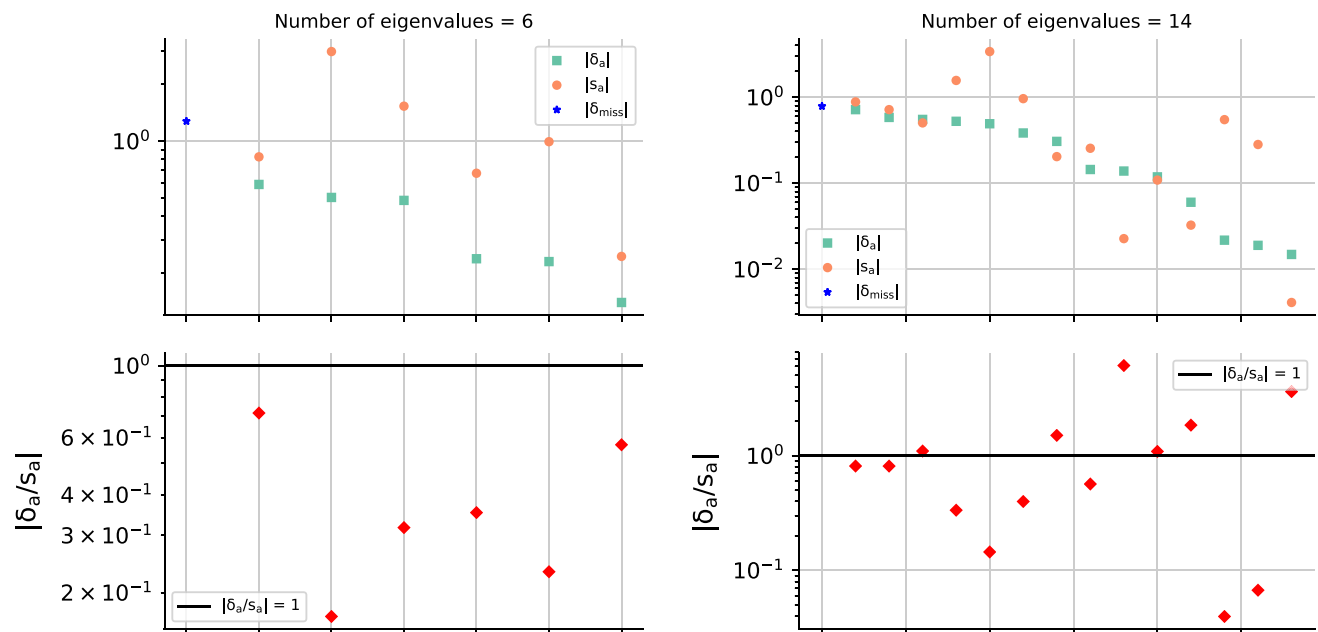 Number of eigenvalues = 6
|δₐ|
|sₐ|
|δ_miss|
10⁰
Number of eigenvalues = 14
10⁰
10⁻¹
10⁻²
|δₐ|
|sₐ|
|δ_miss|
|δₐ/sₐ|
10⁰
6 × 10⁻¹
4 × 10⁻¹
3 × 10⁻¹
2 × 10⁻¹
|δₐ/sₐ| = 1
|δₐ/sₐ|
10⁰
10⁻¹
|δₐ/sₐ| = 1